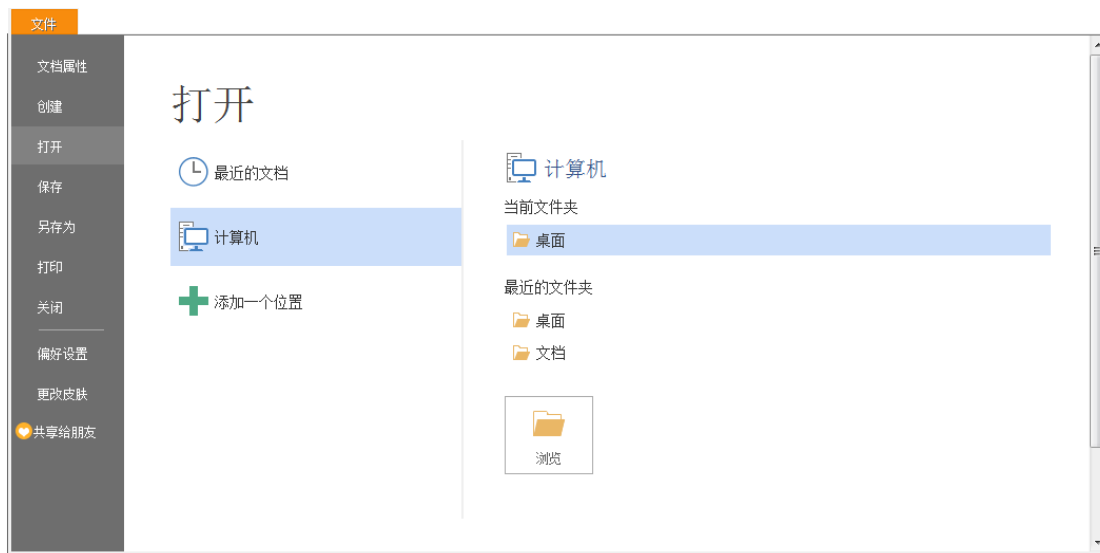 文件
文档属性
创建
打开
保存
另存为
打印
关闭
偏好设置
更改皮肤
共享给朋友
打开
最近的文档
计算机
添加一个位置
计算机
当前文件夹
桌面
最近的文件夹
桌面
文档
浏览